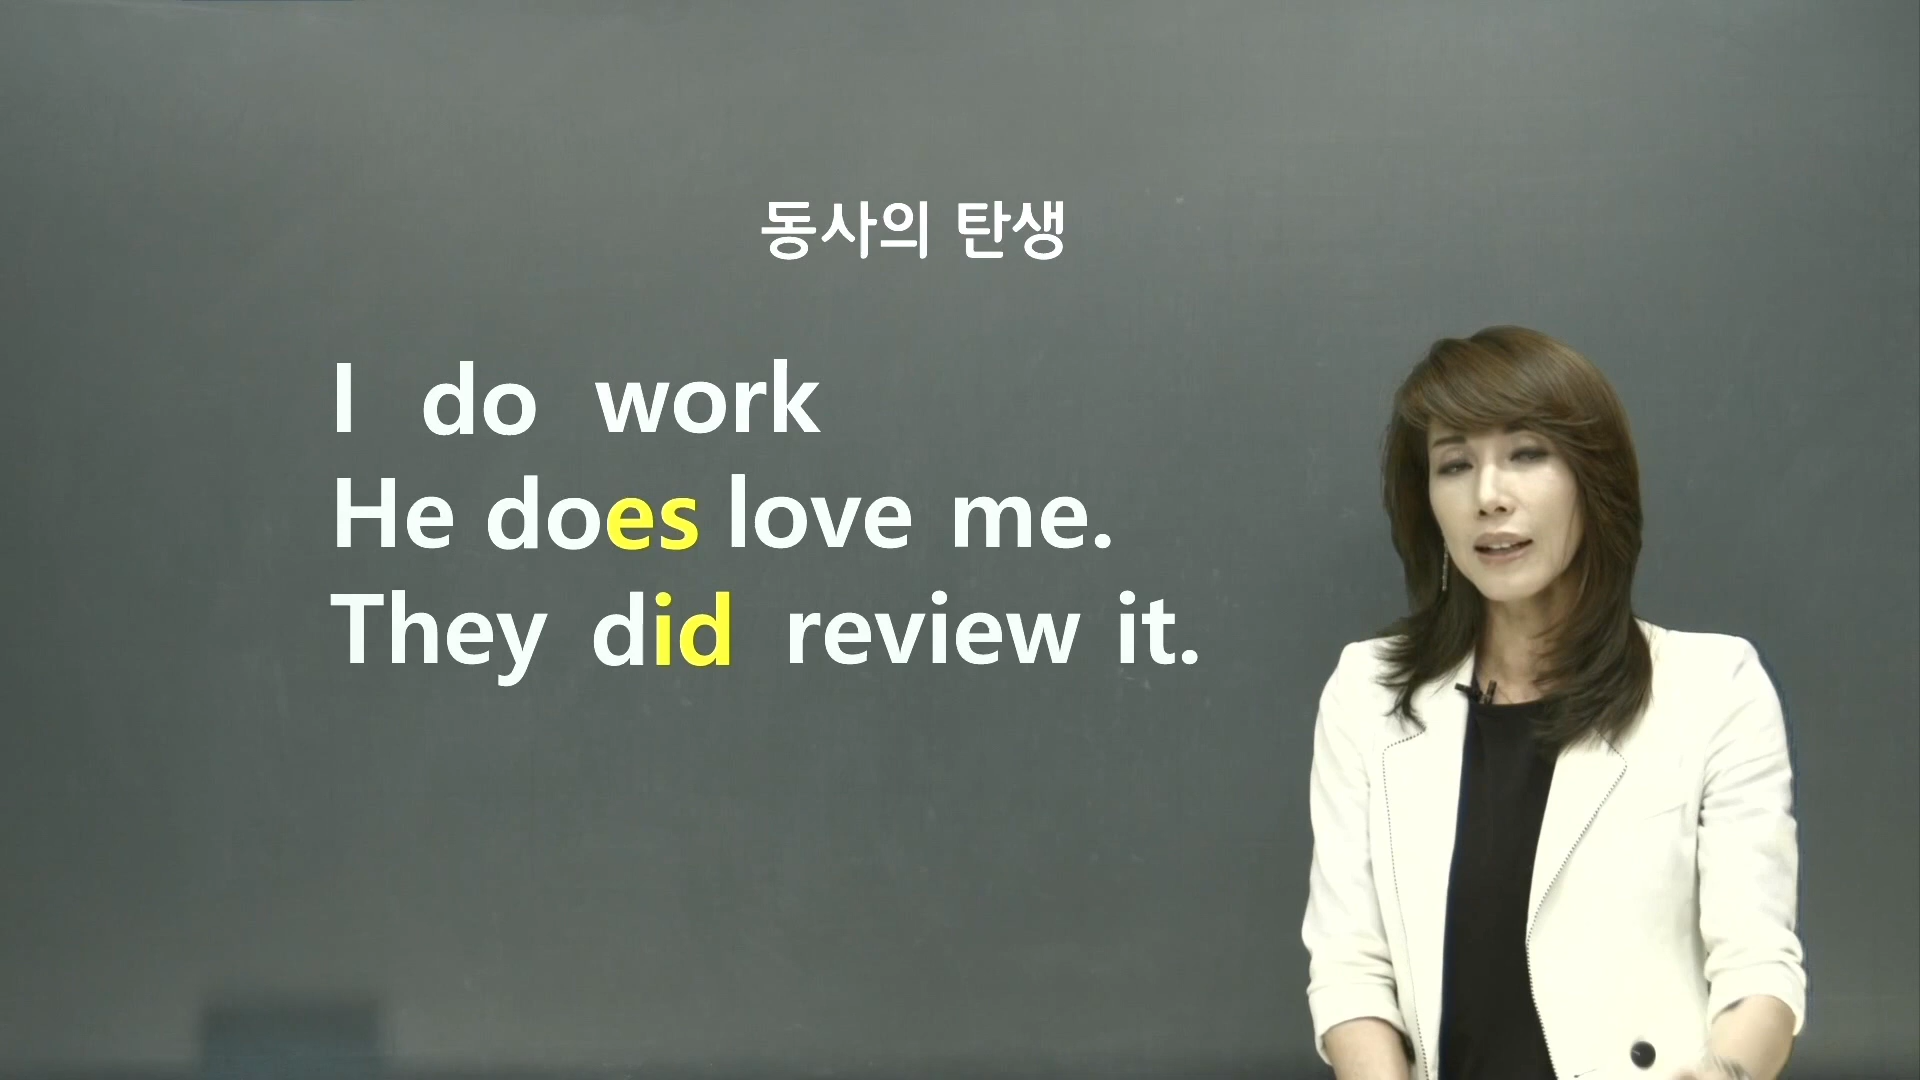 동사의 탄생
I do work
He does love me.
They did review it.